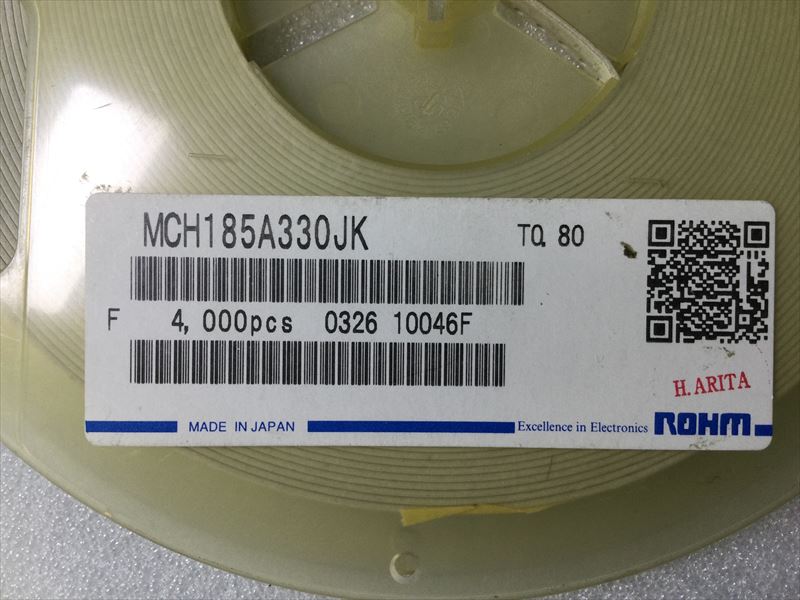 MCH185A330JK TQ. 80
F 4,000pcs 0326 10046F
H.ARITA
MADE IN JAPAN Excellence in Electronics ROHM